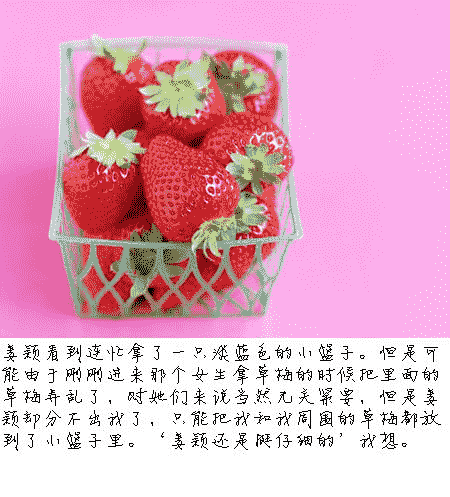 姜颖看到连忙拿了一只淡蓝色的小篮子。但是可
能由于刚刚进来那个女生拿草梅的时候把里面的
草梅弄乱了，对她们来说当然无关紧要，但是姜
颖却分不出我了，只能把我和我周围的草梅都放
到了小篮子里。‘姜颖还是挺仔细的’我想。